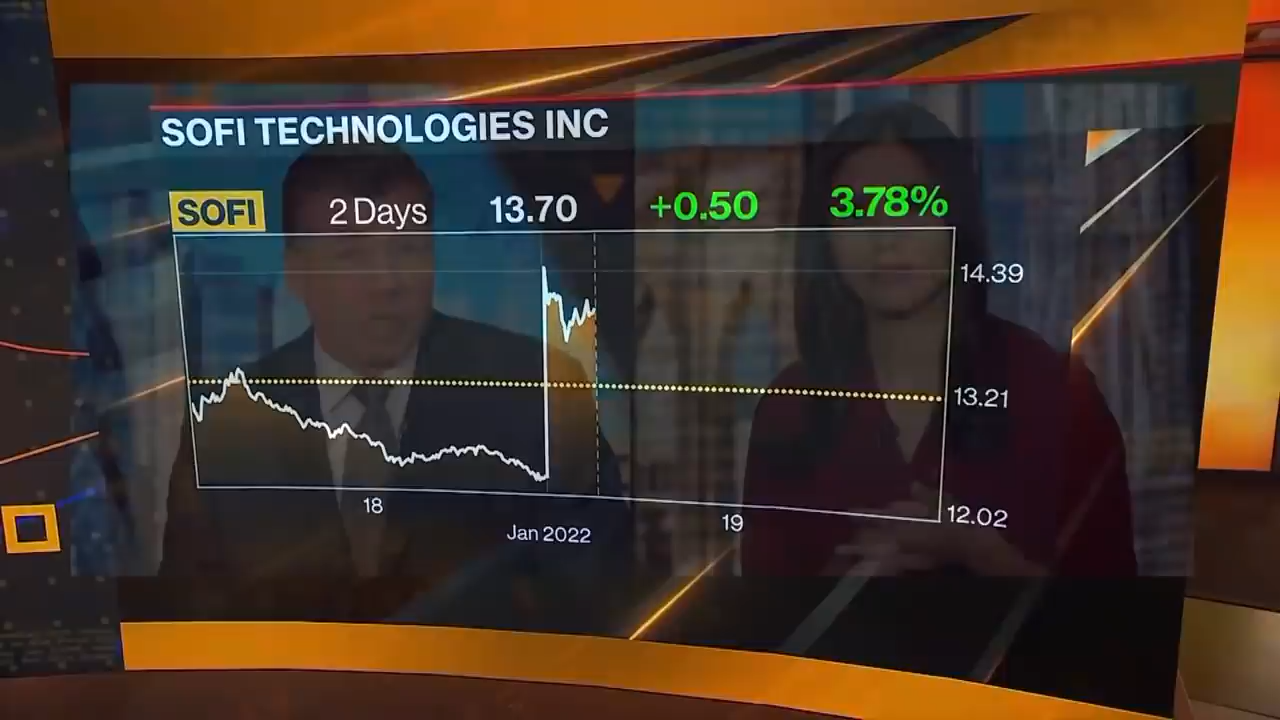 SOFI TECHNOLOGIES INC
SOFI 2 Days 13.70 +0.50 3.78%
14.39
13.21
12.02
18 19
Jan 2022